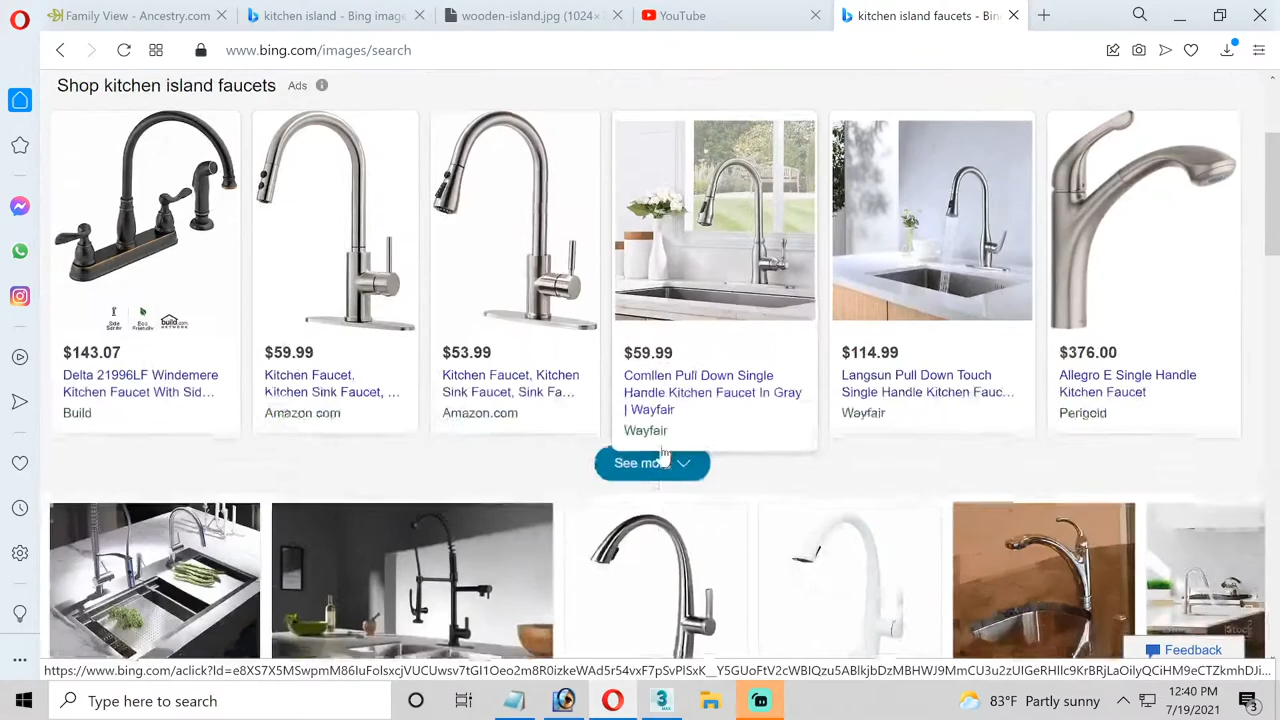 Family View - Ancestry.com
kitchen island - Bing imag
wooden-island.jpg (1024×
YouTube
kitchen island faucets - Bin
www.bing.com/images/search
Shop kitchen island faucets Ads
$143.07
Delta 21996LF Windemere
Kitchen Faucet With Sid...
Build
$59.99
Kitchen Faucet,
Kitchen Sink Faucet, ...
Amazon.com
$53.99
Kitchen Faucet, Kitchen
Sink Faucet, Sink Fa...
Amazon.com
$59.99
Comllen Pull Down Single
Handle Kitchen Faucet In Gray
| Wayfair
Wayfair
$114.99
Langsun Pull Down Touch
Single Handle Kitchen Fauc...
Wayfair
$376.00
Allegro E Single Handle
Kitchen Faucet
Perigold
See
Feedback
Type here to search
83°F Partly sunny
12:40 PM
7/19/2021
3